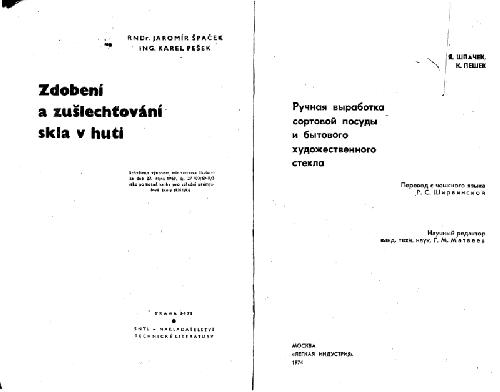 RNDr. JAROMÍR ŠPAČEK
ING. KAREL PEŠEK
Zdobení
a zušlechťování
skla v huti
PRAHA
SNTL – NAKLADATELSTVÍ
TECHNICKÉ LITERATURY
Я. ШПАЧЕК,
К. ПЕШЕК
Ручная выработка
сортовой посуды
и бытового
художественного
стекла
Перевод с чешского языка
Р. С. Ширвинской
Научный редактор
канд. техн. наук, Г. М. Матвеев
МОСКВА
«ЛЕГКАЯ ИНДУСТРИЯ»
1974